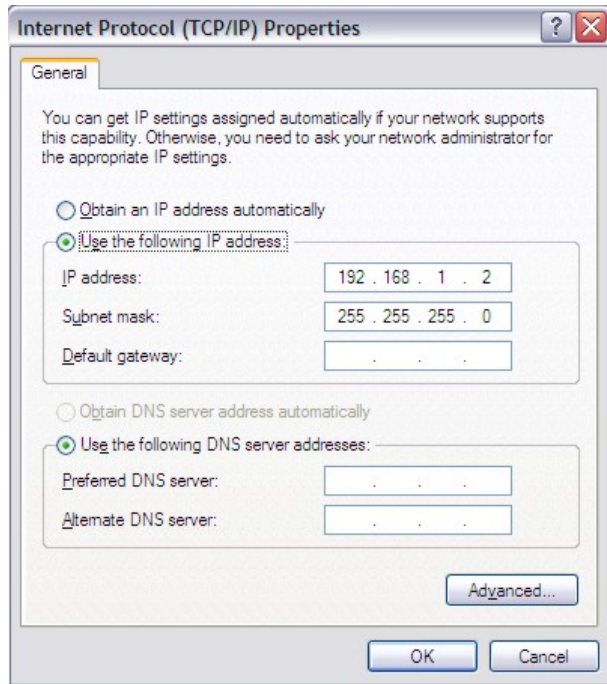 Internet Protocol (TCP/IP) Properties
General
You can get IP settings assigned automatically if your network supports
this capability. Otherwise, you need to ask your network administrator for
the appropriate IP settings.
Obtain an IP address automatically
Use the following IP address:
IP address: 192 . 168 . 1 . 2
Subnet mask: 255 . 255 . 255 . 0
Default gateway: . . .
Obtain DNS server address automatically
Use the following DNS server addresses:
Preferred DNS server: . . .
Alternate DNS server: . . .
Advanced...
OK Cancel